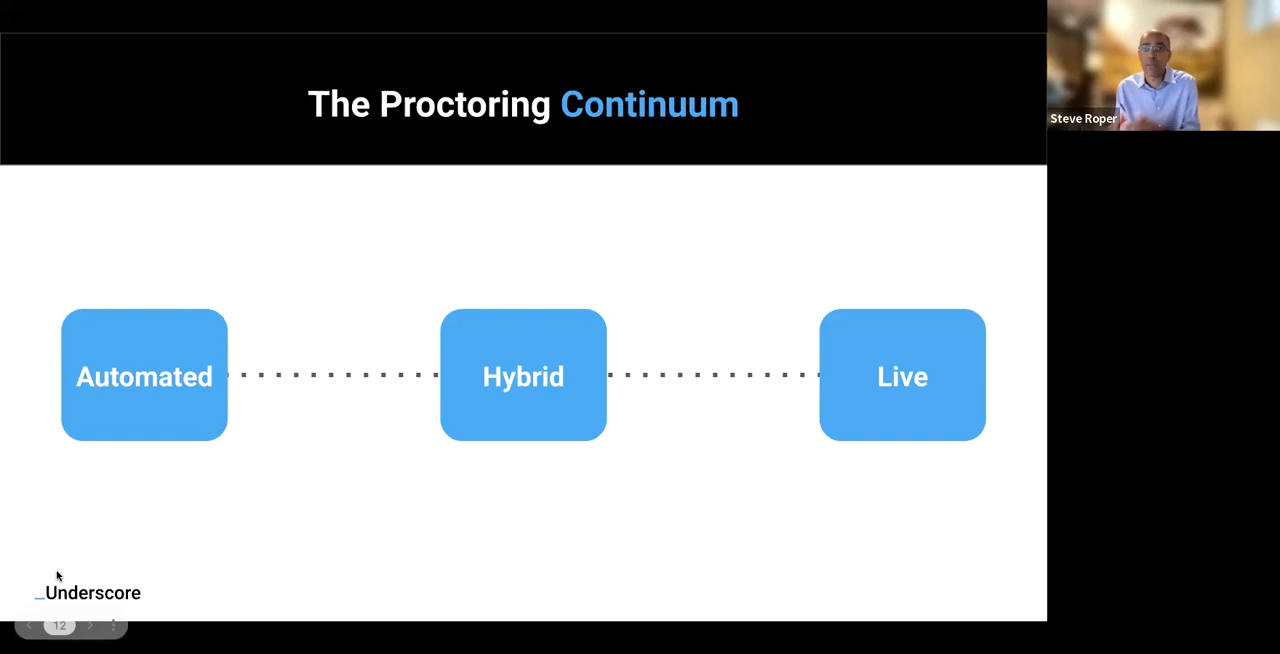 The Proctoring Continuum
Steve Roper
Automated
Hybrid
Live
_Underscore
12